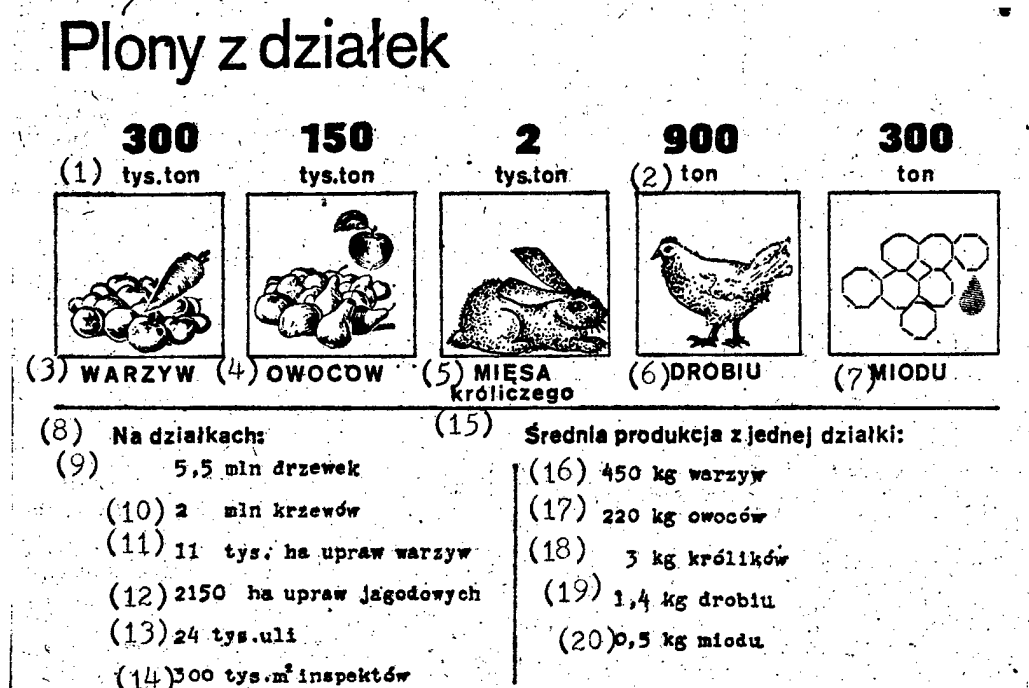 Plony z działek
300 150 2 900 300
(1) tys.ton tys.ton tys.ton (2) ton ton
(3) WARZYW (4) OWOCÓW (5) MIĘSA (6) DROBIU (7) MIODU
króliczego
(8) Na działkach:
(9) 5,5 mln drzewek
(10) 2 mln krzewów
(11) 11 tys. ha upraw warzyw
(12) 2150 ha upraw jagodowych
(13) 24 tys.uli
(14) 300 tys.m² inspektów
(15) Średnia produkcja z jednej działki:
(16) 450 kg warzyw
(17) 220 kg owoców
(18) 3 kg królików
(19) 1,4 kg drobiu
(20) 0,5 kg miodu